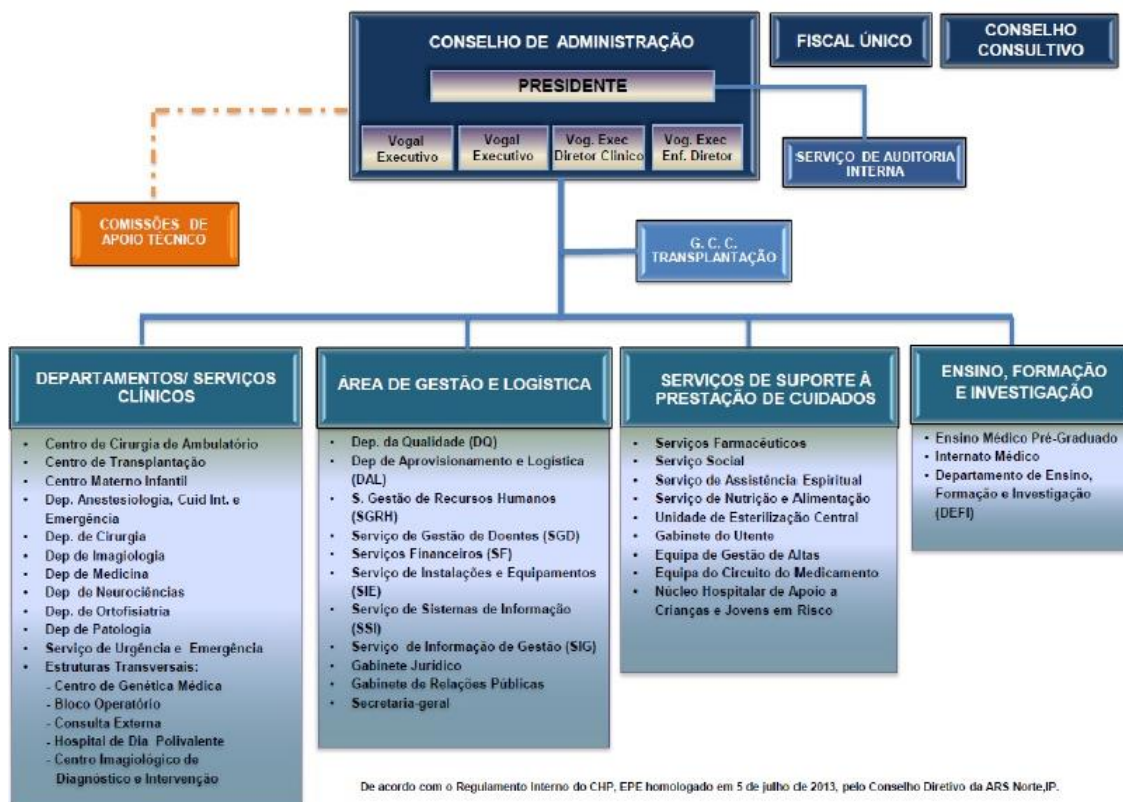 CONSELHO DE ADMINISTRAÇÃO
FISCAL ÚNICO
CONSELHO
CONSULTIVO
PRESIDENTE
Vogal
Executivo
Vogal
Executivo
Vog. Exec
Diretor Clinico
Vog. Exec
Enf. Diretor
SERVIÇO DE AUDITORIA
INTERNA
COMISSÕES DE
APOIO TÉCNICO
G. C. C.
TRANSPLANTAÇÃO
DEPARTAMENTOS/ SERVIÇOS
CLÍNICOS
• Centro de Cirurgia de Ambulatório
• Centro de Transplantação
• Centro Materno Infantil
• Dep. Anestesiologia, Cuid Int. e
Emergência
• Dep. de Cirurgia
• Dep de Imagiologia
• Dep de Medicina
• Dep de Neurociências
• Dep. de Ortofisiatria
• Dep de Patologia
• Serviço de Urgência e Emergência
• Estruturas Transversais:
- Centro de Genética Médica
- Bloco Operatório
- Consulta Externa
- Hospital de Dia Polivalente
- Centro Imagiológico de
Diagnóstico e Intervenção
ÁREA DE GESTÃO E LOGÍSTICA
• Dep. da Qualidade (DQ)
• Dep de Aprovisionamento e Logística
(DAL)
• S. Gestão de Recursos Humanos
(SGRH)
• Serviço de Gestão de Doentes (SGD)
• Serviços Financeiros (SF)
• Serviço de Instalações e Equipamentos
(SIE)
• Serviço de Sistemas de Informação
(SSI)
• Serviço de Informação de Gestão (SIG)
• Gabinete Jurídico
• Gabinete de Relações Públicas
• Secretaria-geral
SERVIÇOS DE SUPORTE À
PRESTAÇÃO DE CUIDADOS
• Serviços Farmacêuticos
• Serviço Social
• Serviço de Assistência Espiritual
• Serviço de Nutrição e Alimentação
• Unidade de Esterilização Central
• Gabinete do Utente
• Equipa de Gestão de Altas
• Equipa do Circuito do Medicamento
• Núcleo Hospitalar de Apoio a
Crianças e Jovens em Risco
ENSINO, FORMAÇÃO
E INVESTIGAÇÃO
• Ensino Médico Pré-Graduado
• Internato Médico
• Departamento de Ensino,
Formação e Investigação
(DEFI)
De acordo com o Regulamento Interno do CHP, EPE homologado em 5 de julho de 2013, pelo Conselho Diretivo da ARS Norte,IP.